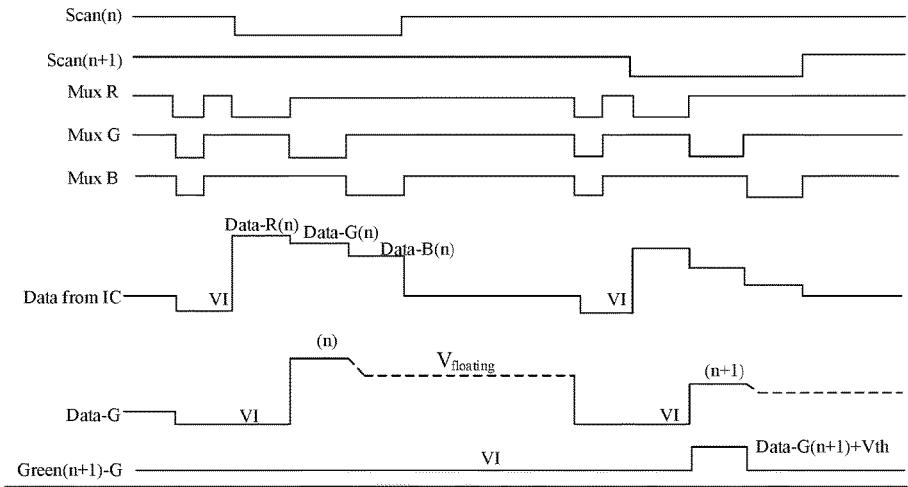 Scan(n)
Scan(n+1)
Mux R
Mux G
Mux B
Data-R(n)
Data-G(n)
Data-B(n)
Data from IC
VI
VI
(n)
Vfloating
(n+1)
Data-G
VI
VI
Data-G(n+1)+Vth
Green(n+1)-G
VI